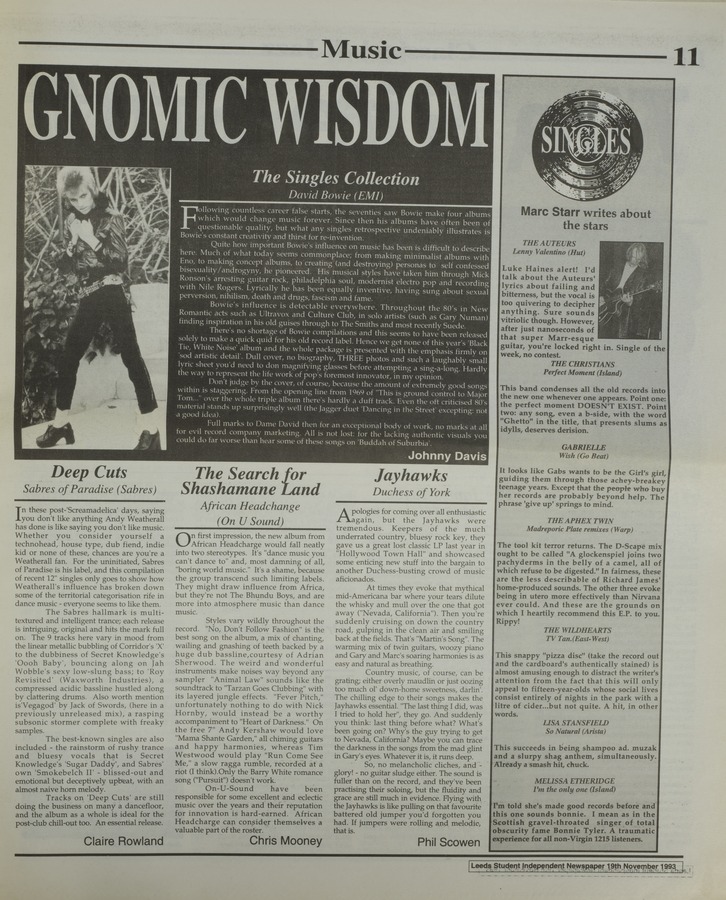 Music
11
GNOMIC WISDOM
The Singles Collection
David Bowie (EMI)
Following countless career false starts, the seventies saw Bowie make four albums
which would change music forever. Since then his albums have often been of
questionable quality, but what any singles retrospective undeniably illustrates is
Bowie's constant creativity and thirst for re-invention.
Quite how important Bowie's influence on music has been is difficult to describe
here. Much of what today seems commonplace; from making minimalist albums with
Eno, to making concept albums, to creating (and destroying) personas to self confessed
bisexuality/androgyny, he pioneered. His musical styles have taken him through Mick
Ronson's arresting guitar rock, philadelphia soul, modernist electro pop and recording
with Nile Rogers. Lyrically he has been equally inventive, having sung about sexual
perversion, nihilism, death and drugs, fascism and fame.
Bowie's influence is detectable everywhere. Throughout the 80's in New
Romantic acts such as Ultravox and Culture Club, in solo artists (such as Gary Numan)
finding inspiration in his old guises through to The Smiths and most recently Suede.
There's no shortage of Bowie compilations and this seems to have been released
solely to make a quick quid for his old record label. Hence we get none of this year's 'Black
Tie, White Noise' album and the whole package is presented with the emphasis firmly on
'sod artistic detail'. Dull cover, no biography, THREE photos and such a laughably small
lyric sheet you'd need to don magnifying glasses before attempting a sing-a-long. Hardly
the way to represent the life work of pop's foremost innovator, in my opinion.
Don't judge by the cover, of course, because the amount of extremely good songs
within is staggering. From the opening line from 1969 of "This is ground control to Major
Tom..." over the whole triple album there's hardly a duff track. Even the oft criticised 80's
material stands up surprisingly well (the Jagger duet 'Dancing in the Street' excepting: not
a good idea).
Full marks to Dame David then for an exceptional body of work, no marks at all
for evil record company marketing. All is not lost: for the lacking authentic visuals you
could do far worse than hear some of these songs on 'Buddah of Suburbia'.
Johnny Davis
Deep Cuts
Sabres of Paradise (Sabres)
In these post-'Screamadelica' days, saying
you don't like anything Andy Weatherall
has done is like saying you don't like music.
Whether you consider yourself a
technohead, house type, dub fiend, indie
kid or none of these, chances are you're a
Weatherall fan. For the uninitiated, Sabres
of Paradise is his label, and this compilation
of recent 12" singles only goes to show how
Weatherall's influence has broken down
some of the territorial categorisation rife in
dance music - everyone seems to like them.
The Sabres hallmark is multi-
textured and intelligent trance; each release
is intriguing, original and hits the mark full
on. The 9 tracks here vary in mood from
the linear metallic bubbling of Corridor's 'X'
to the dubbiness of Secret Knowledge's
'Oooh Baby', bouncing along on Jah
Wobble's sexy low-slung bass; to 'Roy
Revisited' (Waxworth Industries), a
compressed acidic bassline hustled along
by clattering drums. Also worth mention
is'Vegagod' by Jack of Swords, (here in a
previously unreleased mix), a rasping
subsonic stormer complete with freaky
samples.
The best-known singles are also
included - the rainstorm of rushy trance
and bluesy vocals that is Secret
Knowledge's 'Sugar Daddy', and Sabres'
own 'Smokebelch II' - blissed-out and
emotional but deceptively upbeat, with an
almost naive horn melody.
Tracks on 'Deep Cuts' are still
doing the business on many a dancefloor,
and the album as a whole is ideal for the
post-club chill-out too. An essential release.
Claire Rowland
The Search for
Shashamane Land
African Headchange
(On U Sound)
On first impression, the new album from
African Headcharge would fall neatly
into two stereotypes. It's "dance music you
can't dance to" and, most damning of all,
"boring world music." It's a shame, because
the group transcend such limiting labels.
They might draw influence from Africa,
but they're not The Bhundu Boys, and are
more into atmosphere music than dance
music.
Styles vary wildly throughout the
record. "No, Don't Follow Fashion" is the
best song on the album, a mix of chanting,
wailing and gnashing of teeth backed by a
huge dub bassline,courtesy of Adrian
Sherwood. The weird and wonderful
instruments make noises way beyond any
sampler "Animal Law" sounds like the
soundtrack to "Tarzan Goes Clubbing" with
its layered jungle effects. "Fever Pitch,"
unfortunately nothing to do with Nick
Hornby, would instead be a worthy
accompaniment to "Heart of Darkness." On
the free 7" Andy Kershaw would love
"Mama Shante Garden," all chiming guitars
and happy harmonies, whereas Tim
Westwood would play "Run Come See
Me," a slow ragga rumble, recorded at a
riot (I think).Only the Barry White romance
song ("Pursuit") doesn't work.
On-U-Sound have been
responsible for some excellent and eclectic
music over the years and their reputation
for innovation is hard-earned. African
Headcharge can consider themselves a
valuable part of the roster.
Chris Mooney
Jayhawks
Duchess of York
Apologies for coming over all enthusiastic
again, but the Jayhawks were
tremendous. Keepers of the much
underrated country, bluesy rock key, they
gave us a great lost classic LP last year in
"Hollywood Town Hall" and showcased
some enticing new stuff into the bargain to
another Duchess-busting crowd of music
aficionados.
At times they evoke that mythical
mid-Americana bar where your tears dilute
the whisky and mull over the one that got
away ("Nevada, California"). Then you're
suddenly cruising on down the country
road, gulping in the clean air and smiling
back at the fields. That's "Martin's Song". The
warming mix of twin guitars, woozy piano
and Gary and Marc's soaring harmonies is as
easy and natural as breathing.
Country music, of course, can be
grating; either overly maudlin or just oozing
too much ol' down-home sweetness, darlin'.
The chilling edge to their songs makes the
Jayhawks essential. "The last thing I did, was
I tried to hold her", they go. And suddenly
you think: last thing before what? What's
been going on? Why's the guy trying to get
to Nevada, California? Maybe you can trace
the darkness in the songs from the mad glint
in Gary's eyes. Whatever it is, it runs deep.
So, no melancholic cliches, and -
glory! - no guitar sludge either. The sound is
fuller than on the record, and they've been
practising their soloing, but the fluidity and
grace are still much in evidence. Flying with
the Jayhawks is like pulling on that favourite
battered old jumper you'd forgotten you
had. If jumpers were rolling and melodic,
that is.
Phil Scowen
SINGLES
Marc Starr writes about
the stars
THE AUTEURS
Lenny Valentino (Hut)
Luke Haines alert! I'd
talk about the Auteurs'
lyrics about failing and
bitterness, but the vocal is
too quivering to decipher
anything. Sure sounds
vitriolic though. However,
after just nanoseconds of
that super Marr-esque
guitar, you're locked right in. Single of the
week, no contest.
THE CHRISTIANS
Perfect Moment (Island)
This band condenses all the old records into
the new one whenever one appears. Point one:
the perfect moment DOESN'T EXIST. Point
two: any song, even a b-side, with the word
"Ghetto" in the title, that presents slums as
idylls, deserves derision.
GABRIELLE
Wish (Go Beat)
It looks like Gabs wants to be the Girl's girl,
guiding them through those achey-breakey
teenage years. Except that the people who buy
her records are probably beyond help. The
phrase 'give up' springs to mind.
THE APHEX TWIN
Madreporic Plate remixes (Warp)
The tool kit terror returns. The D-Scape mix
ought to be called "A glockenspiel joins two
pachyderms in the belly of a camel, all of
which refuse to be digested." In fairness, these
are the less describable of Richard James'
home-produced sounds. The other three evoke
being in utero more effectively than Nirvana
ever could. And these are the grounds on
which I heartily recommend this E.P. to you.
Rippy!
THE WILDHEARTS
TV Tan.(East-West)
This snappy "pizza disc" (take the record out
and the cardboard's authentically stained) is
almost amusing enough to distract the writer's
attention from the fact that this will only
appeal to fifteen-year-olds whose social lives
consist entirely of nights in the park with a
litre of cider...but not quite. A hit, in other
words.
LISA STANSFIELD
So Natural (Arista)
This succeeds in being shampoo ad. muzak
and a slurpy shag anthem, simultaneously.
Already a smash hit, chuck.
MELISSA ETHERIDGE
I'm the only one (Island)
I'm told she's made good records before and
this one sounds bonnie. I mean as in the
Scottish gravel-throated singer of total
obscurity fame Bonnie Tyler. A traumatic
experience for all non-Virgin 1215 listeners.
Leeds Student Independent Newspaper 19th November 1993